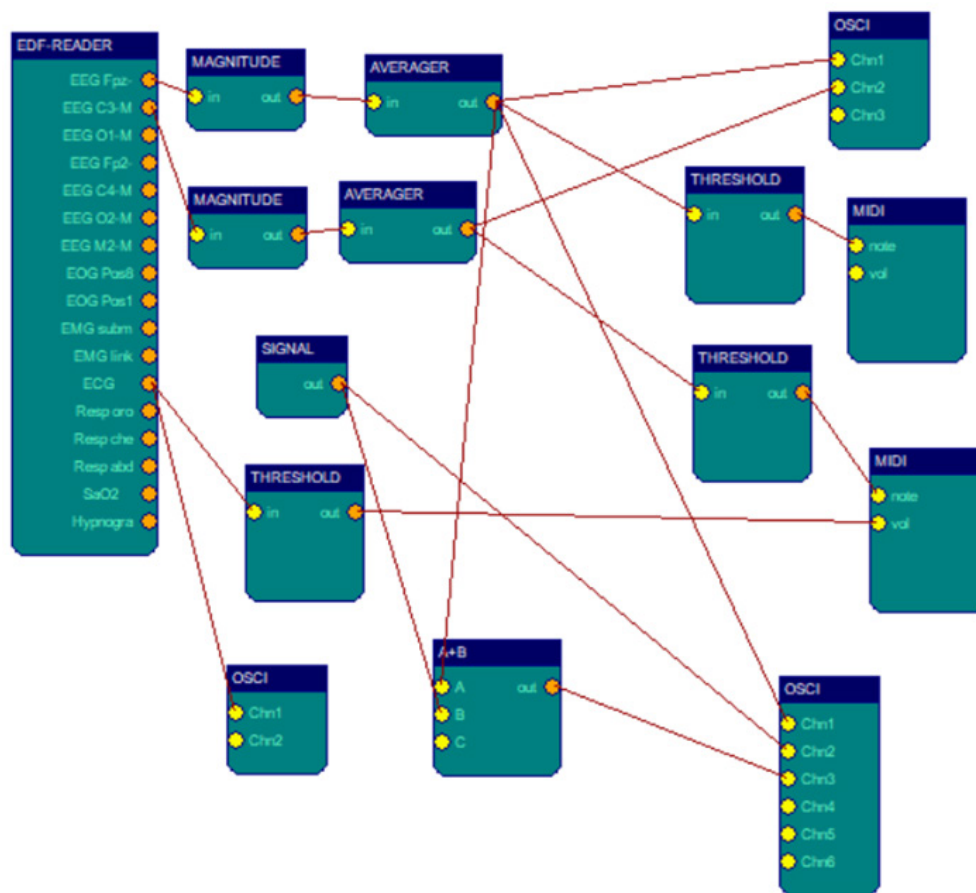 EDF-READER
EEG Fpz-
EEG C3-M
EEG O1-M
EEG Fp2-
EEG C4-M
EEG O2-M
EEG M2-M
EOG Pos8
EOG Pos1
EMG subm
EMG link
ECG
Resp oro
Resp che
Resp abd
SaO2
Hypnogra
MAGNITUDE
in out
AVERAGER
in out
OSCI
Chn1
Chn2
Chn3
MAGNITUDE
in out
AVERAGER
in out
THRESHOLD
in out
MIDI
note
vol
SIGNAL
out
THRESHOLD
in out
THRESHOLD
in out
MIDI
note
vol
OSCI
Chn1
Chn2
A+B
A out
B
C
OSCI
Chn1
Chn2
Chn3
Chn4
Chn5
Chn6